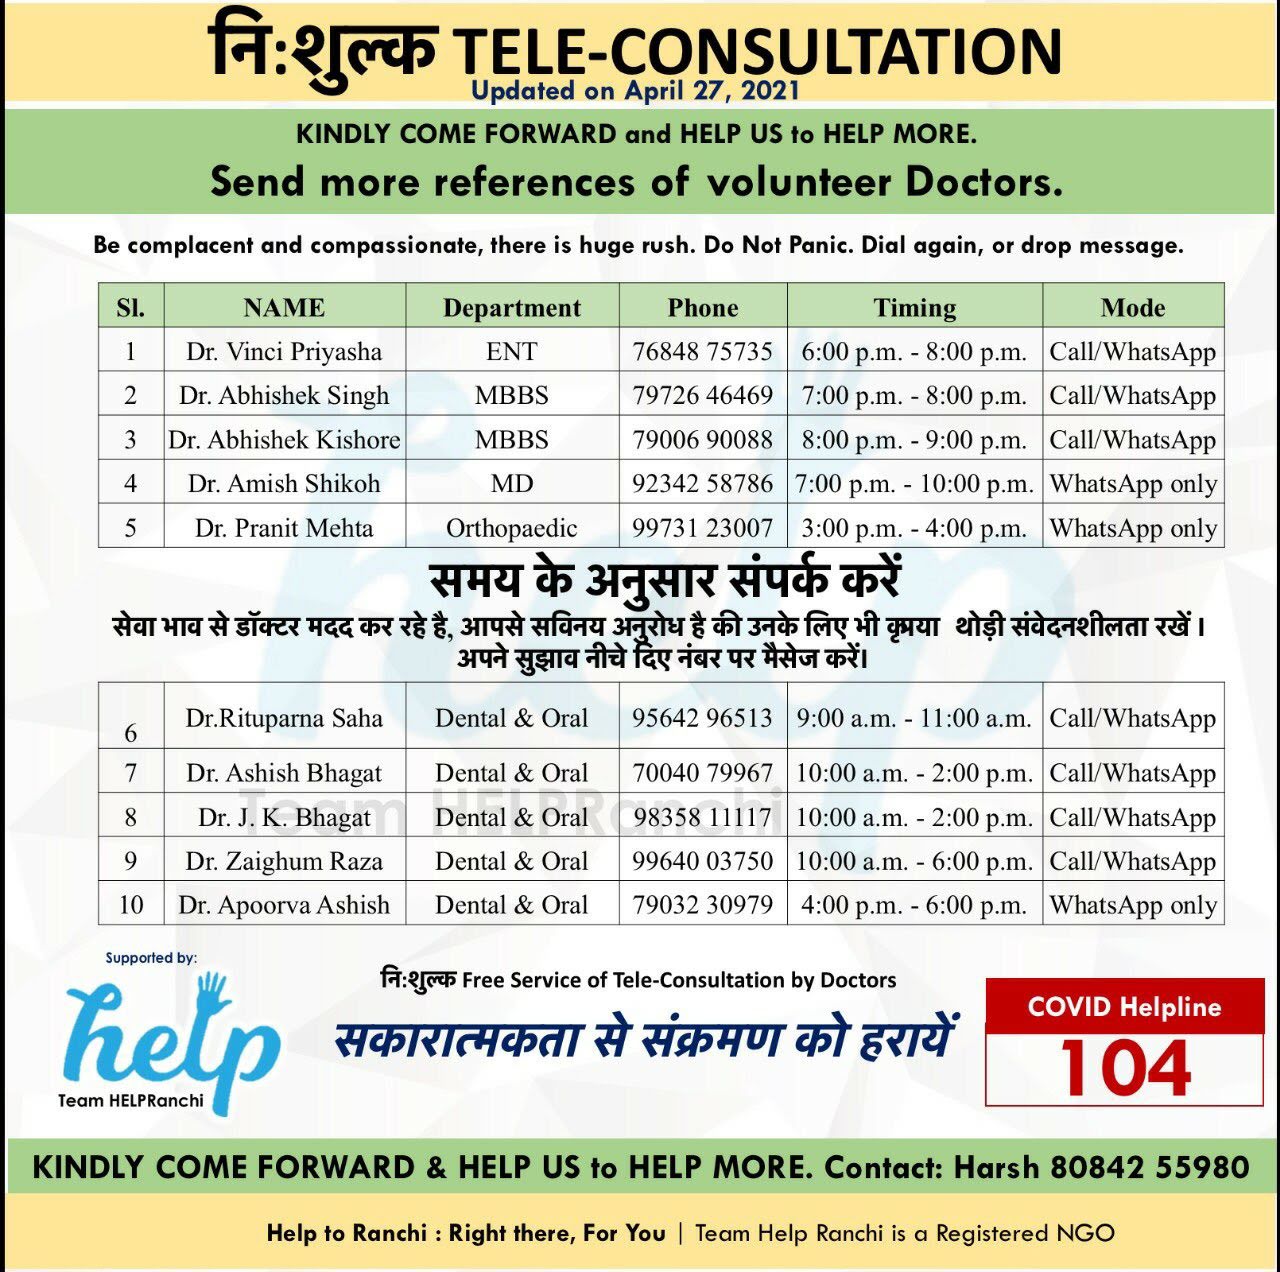 नि:शुल्क TELE-CONSULTATION
Updated on April 27, 2021
KINDLY COME FORWARD and HELP US to HELP MORE.
Send more references of volunteer Doctors.
Be complacent and compassionate, there is huge rush. Do Not Panic. Dial again, or drop message.
Sl. NAME Department Phone Timing Mode
1 Dr. Vinci Priyasha ENT 76848 75735 6:00 p.m. - 8:00 p.m. Call/WhatsApp
2 Dr. Abhishek Singh MBBS 79726 46469 7:00 p.m. - 8:00 p.m. Call/WhatsApp
3 Dr. Abhishek Kishore MBBS 79006 90088 8:00 p.m. - 9:00 p.m. Call/WhatsApp
4 Dr. Amish Shikoh MD 92342 58786 7:00 p.m. - 10:00 p.m. WhatsApp only
5 Dr. Pranit Mehta Orthopaedic 99731 23007 3:00 p.m. - 4:00 p.m. WhatsApp only
समय के अनुसार संपर्क करें
सेवा भाव से डॉक्टर मदद कर रहे है, आपसे सविनय अनुरोध है की उनके लिए भी कृपया थोड़ी संवेदनशीलता रखें ।
अपने सुझाव नीचे दिए नंबर पर मैसेज करें।
6 Dr.Rituparna Saha Dental & Oral 95642 96513 9:00 a.m. - 11:00 a.m. Call/WhatsApp
7 Dr. Ashish Bhagat Dental & Oral 70040 79967 10:00 a.m. - 2:00 p.m. Call/WhatsApp
8 Dr. J. K. Bhagat Dental & Oral 98358 11117 10:00 a.m. - 2:00 p.m. Call/WhatsApp
9 Dr. Zaighum Raza Dental & Oral 99640 03750 10:00 a.m. - 6:00 p.m. Call/WhatsApp
10 Dr. Apoorva Ashish Dental & Oral 79032 30979 4:00 p.m. - 6:00 p.m. WhatsApp only
help
Team HELPRanchi
Supported by:
help
Team HELPRanchi
नि:शुल्क Free Service of Tele-Consultation by Doctors
सकारात्मकता से संक्रमण को हरायें
COVID Helpline
104
KINDLY COME FORWARD & HELP US to HELP MORE. Contact: Harsh 80842 55980
Help to Ranchi : Right there, For You | Team Help Ranchi is a Registered NGO